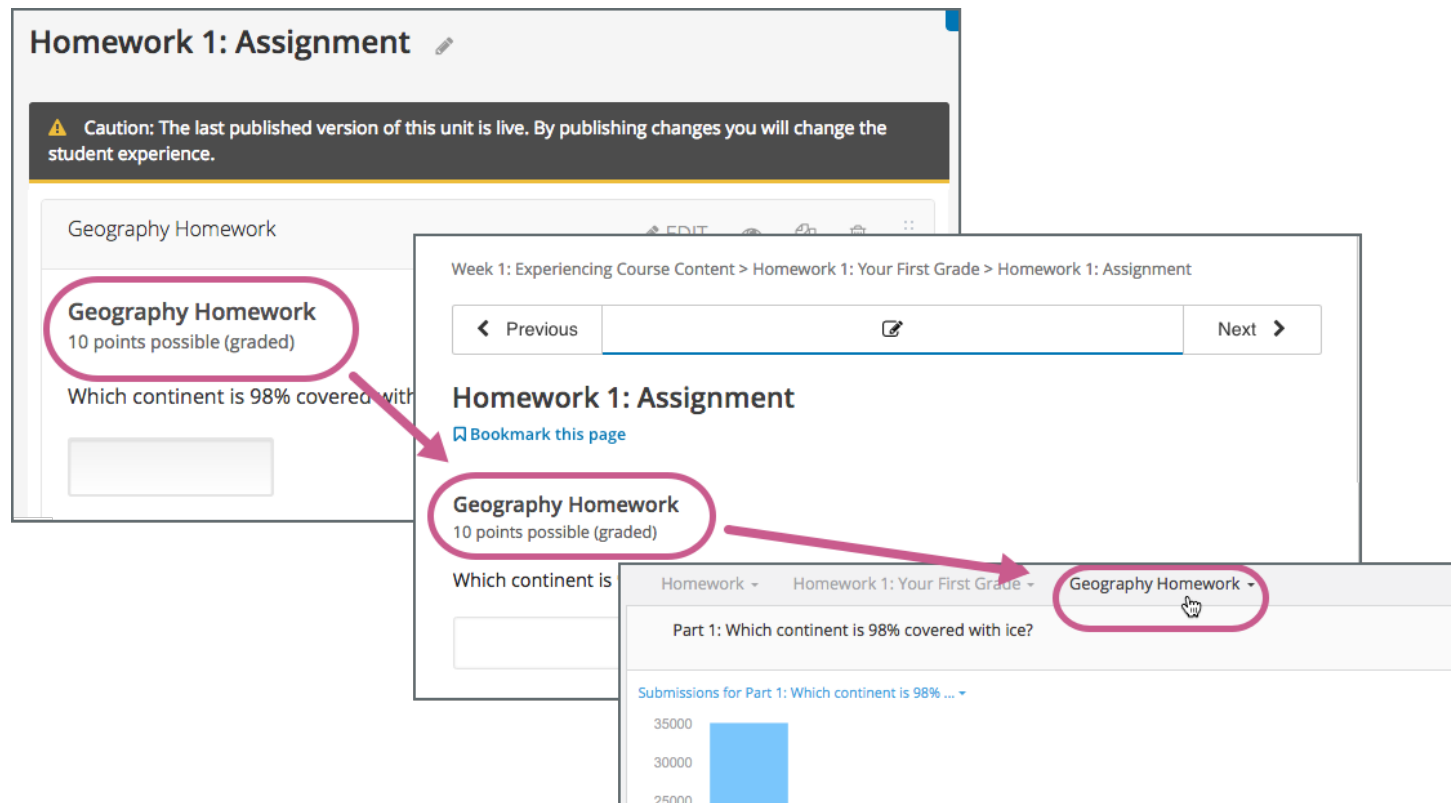 Homework 1: Assignment
Caution: The last published version of this unit is live. By publishing changes you will change the
student experience.
Geography Homework
EDIT
Geography Homework
10 points possible (graded)
Which continent is 98% covered with
Week 1: Experiencing Course Content > Homework 1: Your First Grade > Homework 1: Assignment
Previous
Next
Homework 1: Assignment
Bookmark this page
Geography Homework
10 points possible (graded)
Which continent is
Homework
Homework 1: Your First Grade
Geography Homework
Part 1: Which continent is 98% covered with ice?
Submissions for Part 1: Which continent is 98% ...
35000
30000
25000